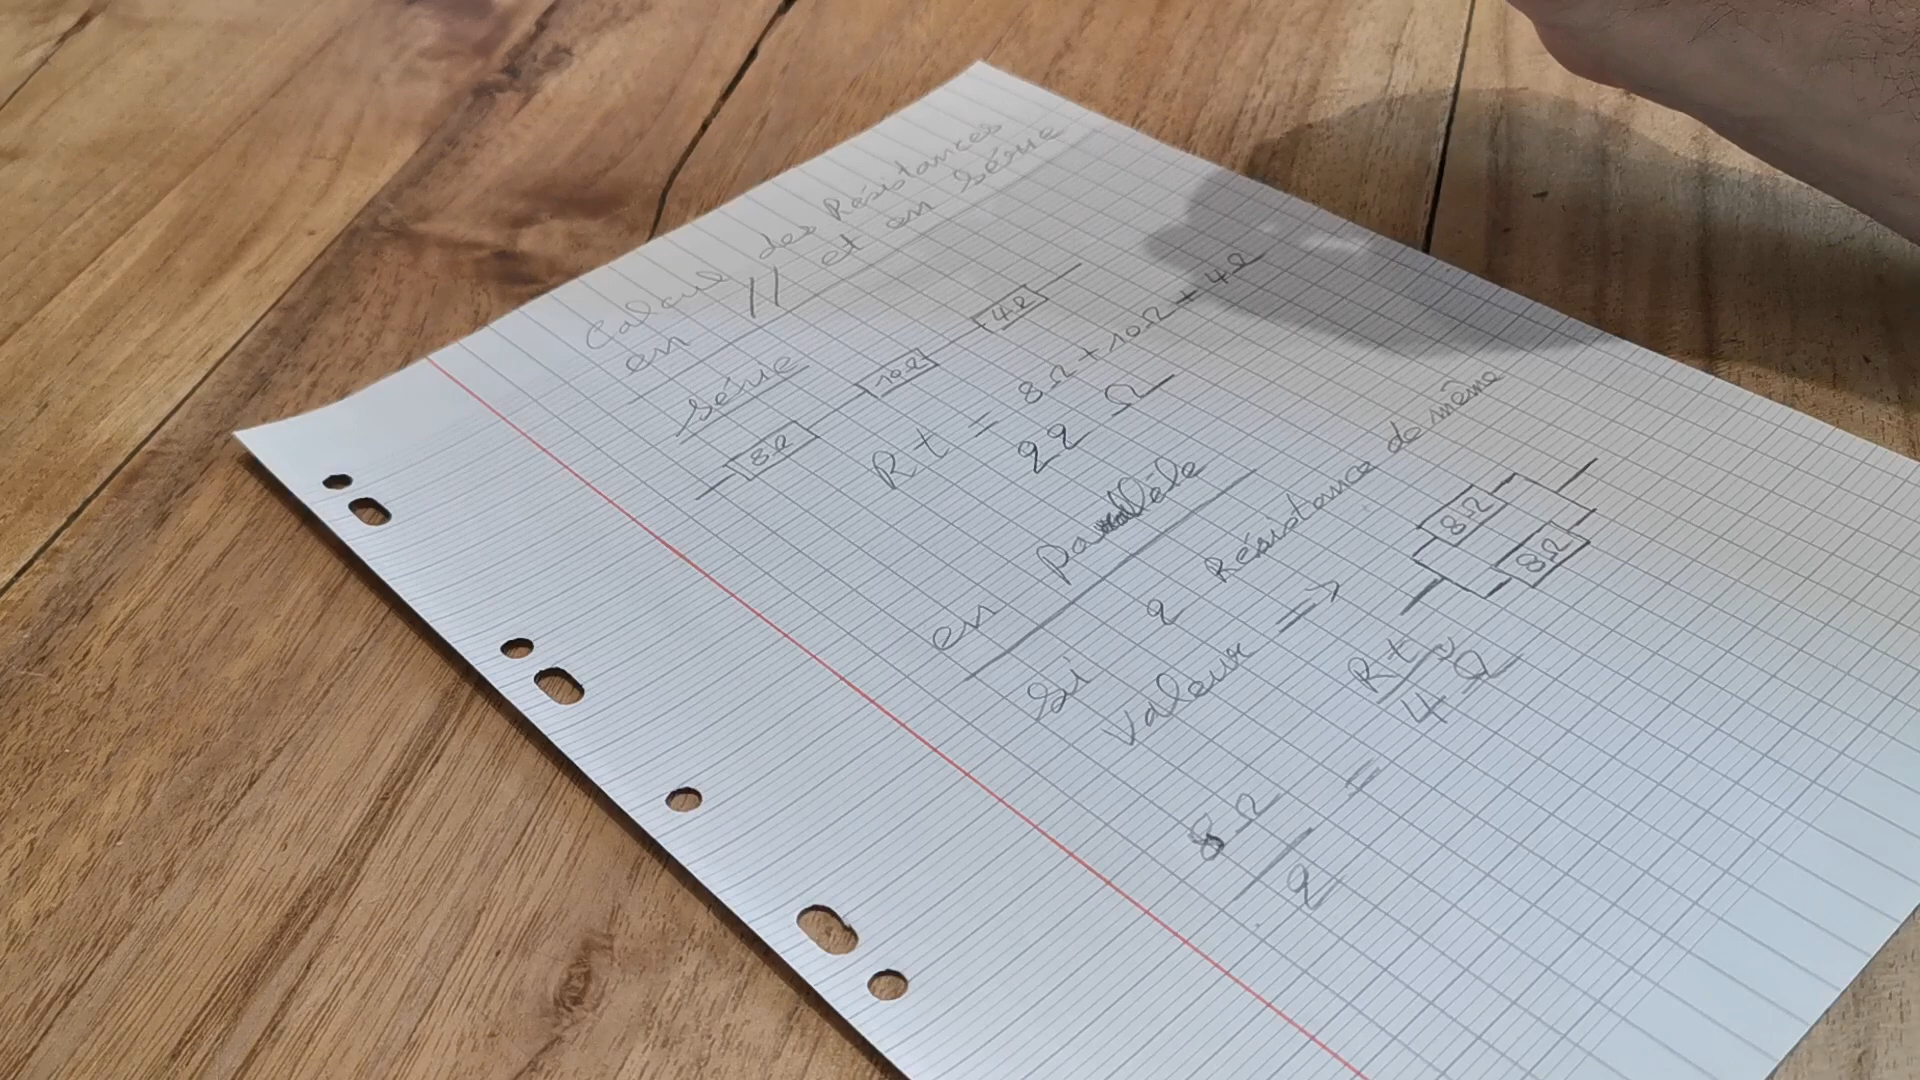 Calcul des Résistances
en // et en série
série
8Ω 10Ω 4Ω
Rt = 8Ω + 10Ω + 4Ω
22 Ω
en parallèle
si 2 Résistance de même
valeur => 8Ω
8Ω
Rt
8Ω / 2 = 4 Ω